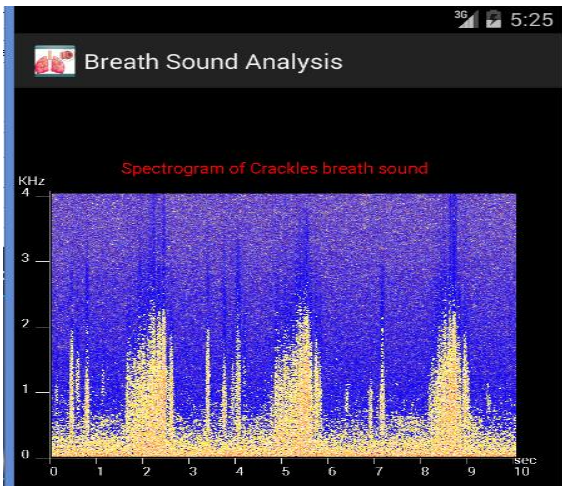 3G 5:25
Breath Sound Analysis
Spectrogram of Crackles breath sound
KHz
4
3
2
1
0
sec
0 1 2 3 4 5 6 7 8 9 10